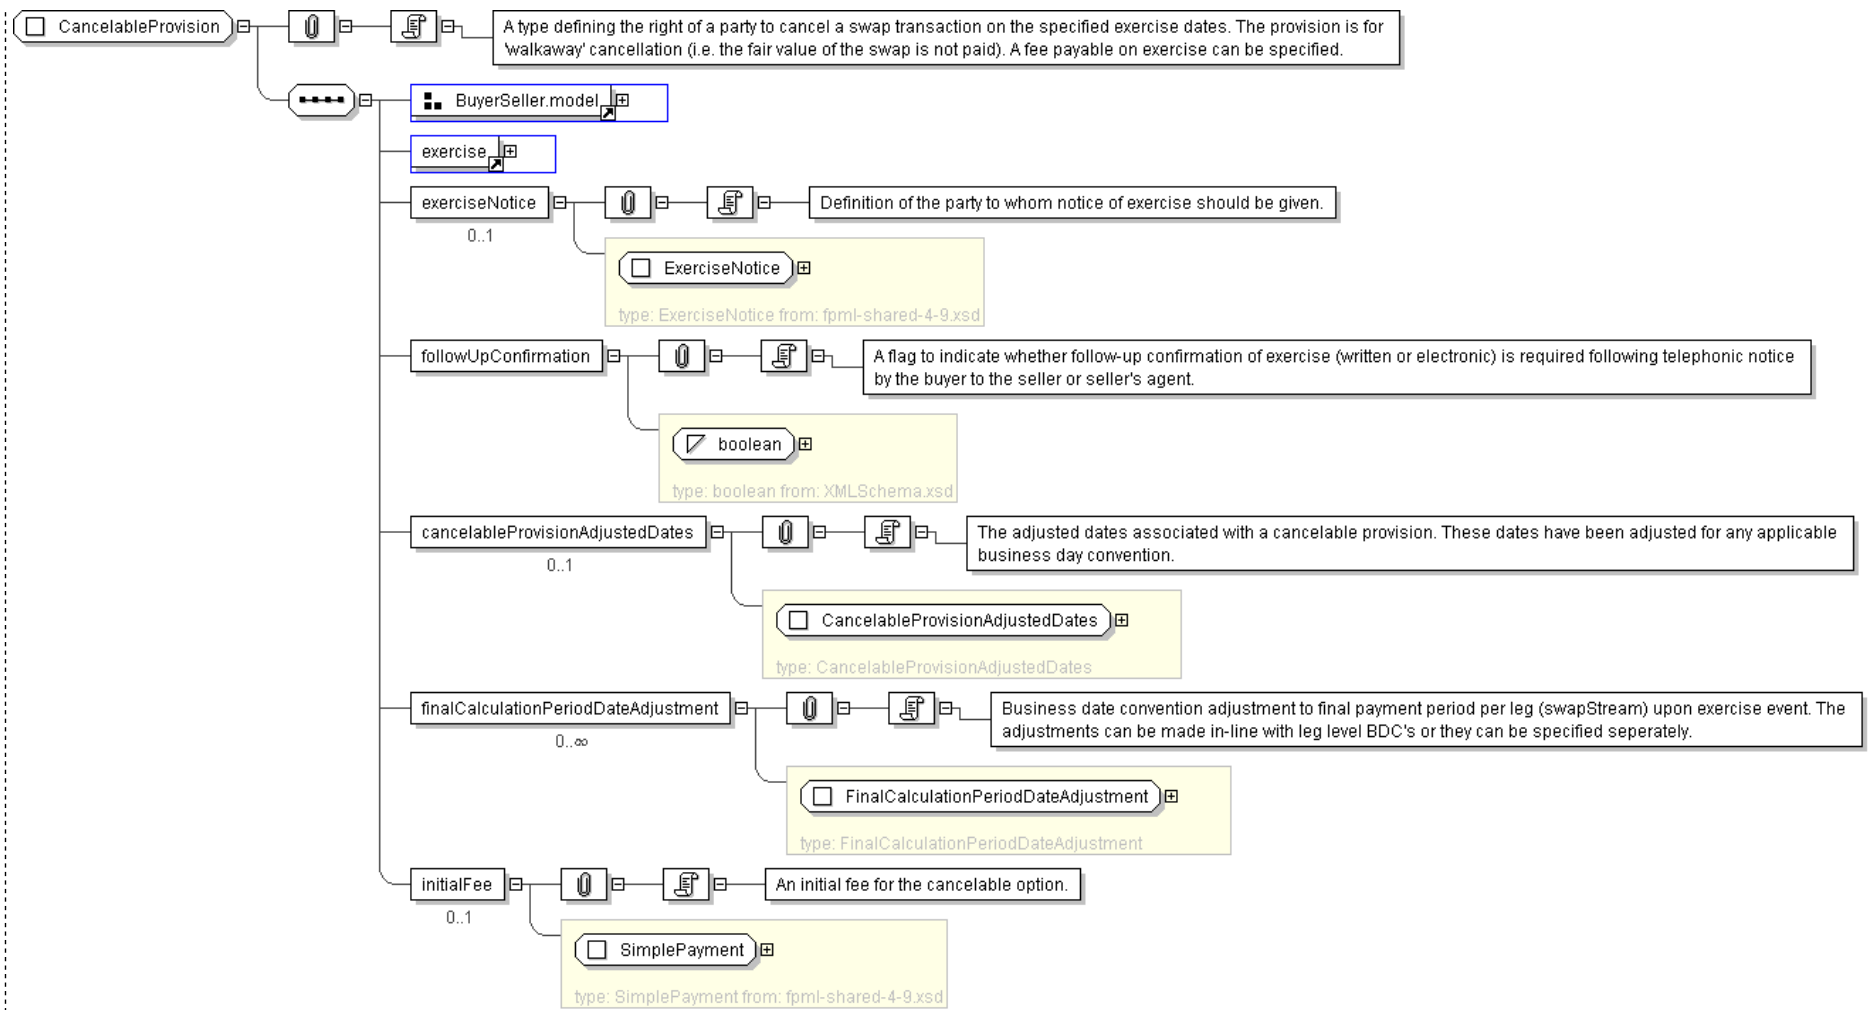 CancelableProvision
A type defining the right of a party to cancel a swap transaction on the specified exercise dates. The provision is for
'walkaway' cancellation (i.e. the fair value of the swap is not paid). A fee payable on exercise can be specified.
BuyerSeller.model
exercise
exerciseNotice
Definition of the party to whom notice of exercise should be given.
0..1
ExerciseNotice
type: ExerciseNotice from: fpml-shared-4-9.xsd
followUpConfirmation
A flag to indicate whether follow-up confirmation of exercise (written or electronic) is required following telephonic notice
by the buyer to the seller or seller's agent.
boolean
type: boolean from: XMLSchema.xsd
cancelableProvisionAdjustedDates
The adjusted dates associated with a cancelable provision. These dates have been adjusted for any applicable
business day convention.
0..1
CancelableProvisionAdjustedDates
type: CancelableProvisionAdjustedDates
finalCalculationPeriodDateAdjustment
Business date convention adjustment to final payment period per leg (swapStream) upon exercise event. The
adjustments can be made in-line with leg level BDC's or they can be specified seperately.
0..∞
FinalCalculationPeriodDateAdjustment
type: FinalCalculationPeriodDateAdjustment
initialFee
An initial fee for the cancelable option.
0..1
SimplePayment
type: SimplePayment from: fpml-shared-4-9.xsd